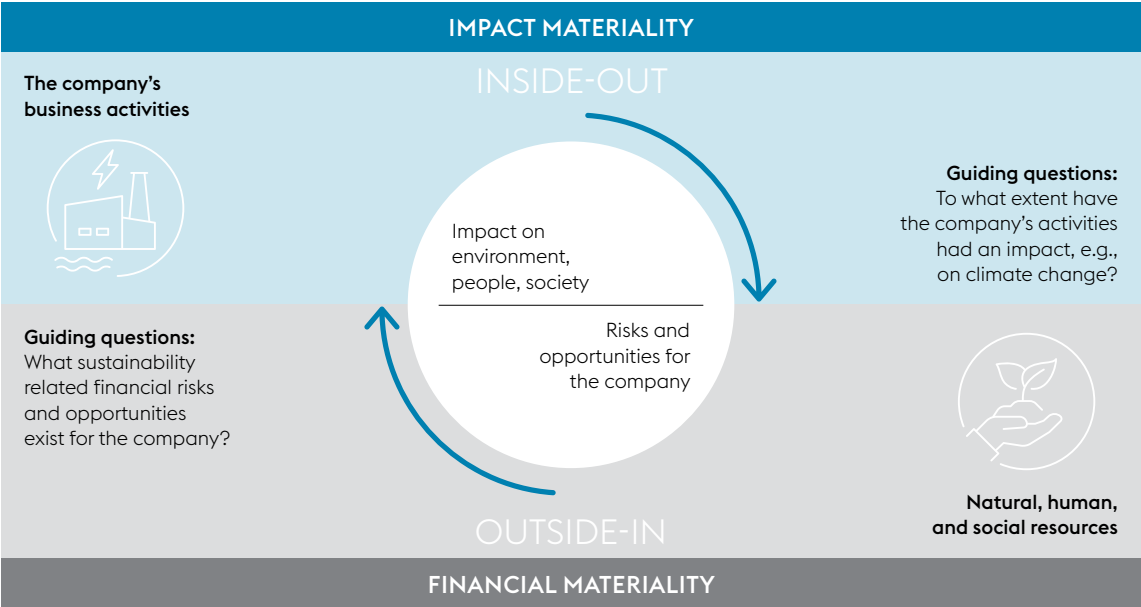 IMPACT MATERIALITY
INSIDE-OUT
The company's
business activities
Guiding questions:
To what extent have
the company's activities
had an impact, e.g.,
on climate change?
Impact on
environment,
people, society
Risks and
opportunities for
the company
Guiding questions:
What sustainability
related financial risks
and opportunities
exist for the company?
Natural, human,
and social resources
OUTSIDE-IN
FINANCIAL MATERIALITY